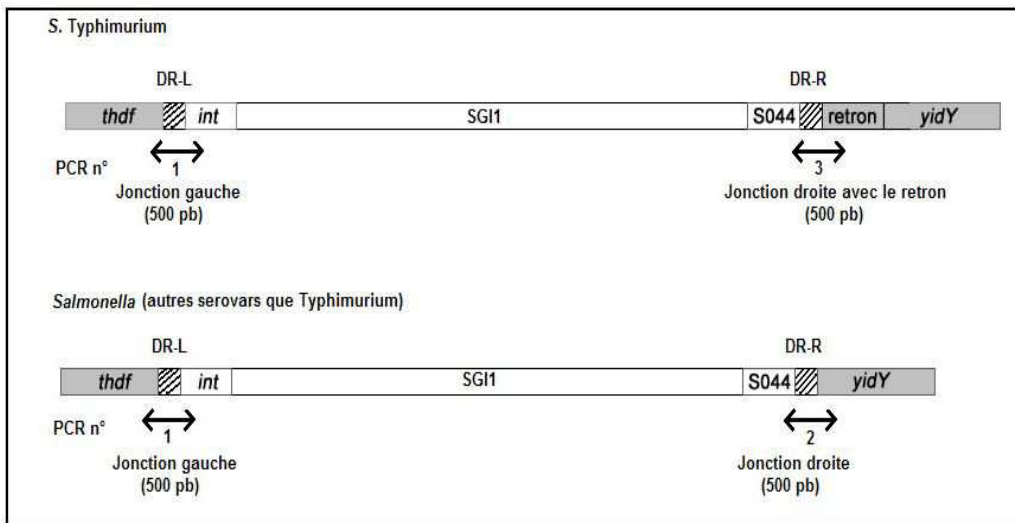 S. Typhimurium
DR-L DR-R
thdf int SGI1 S044 retron yidY
PCR n° 1 3
Jonction gauche Jonction droite avec le retron
(500 pb) (500 pb)
Salmonella (autres serovars que Typhimurium)
DR-L DR-R
thdf int SGI1 S044 yidY
PCR n° 1 2
Jonction gauche Jonction droite
(500 pb) (500 pb)